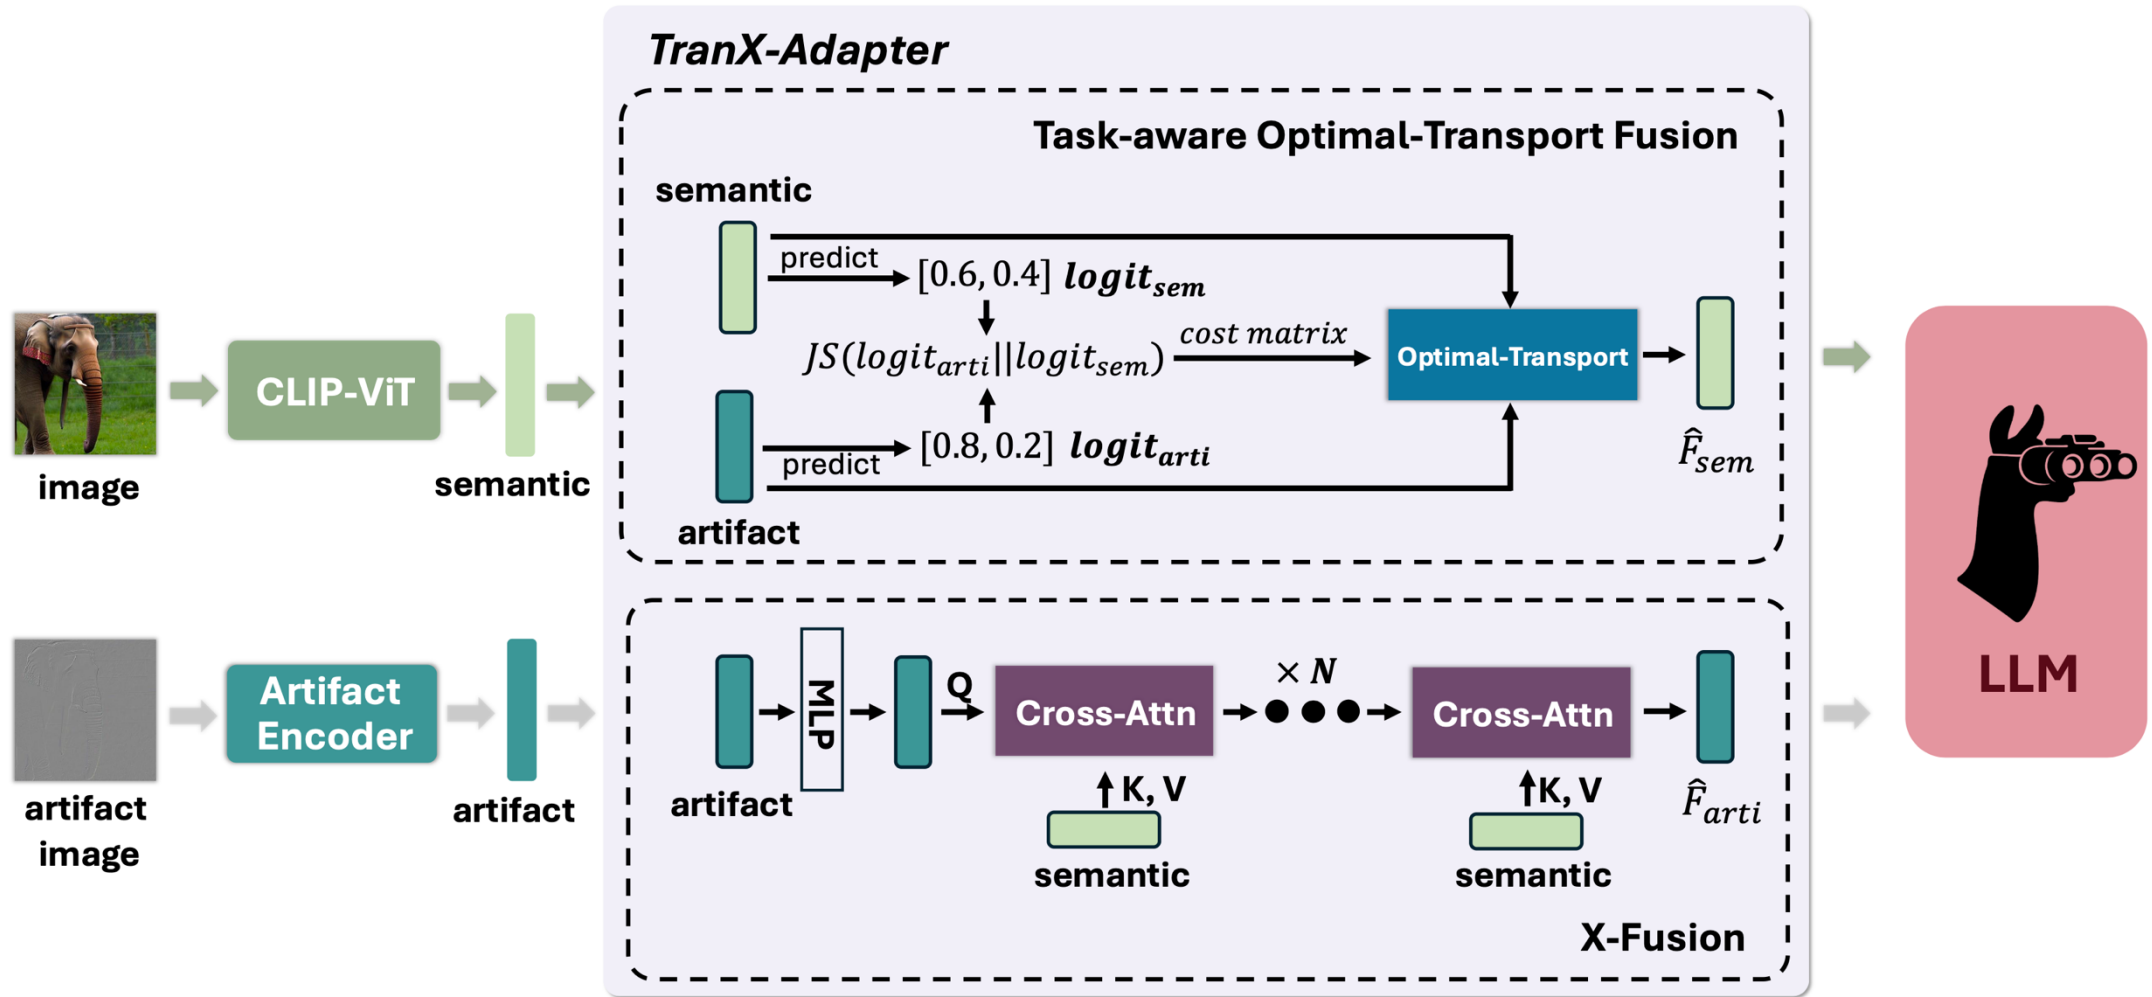 TranX-Adapter
Task-aware Optimal-Transport Fusion
semantic
predict
[0.6, 0.4] logit_sem
JS(logit_arti||logit_sem)
cost matrix
Optimal-Transport
F̂_sem
[0.8, 0.2] logit_arti
predict
artifact
image
CLIP-ViT
semantic
artifact
image
Artifact
Encoder
artifact
artifact
MLP
Q
Cross-Attn
× N
Cross-Attn
K, V
semantic
K, V
semantic
F̂_arti
X-Fusion
LLM